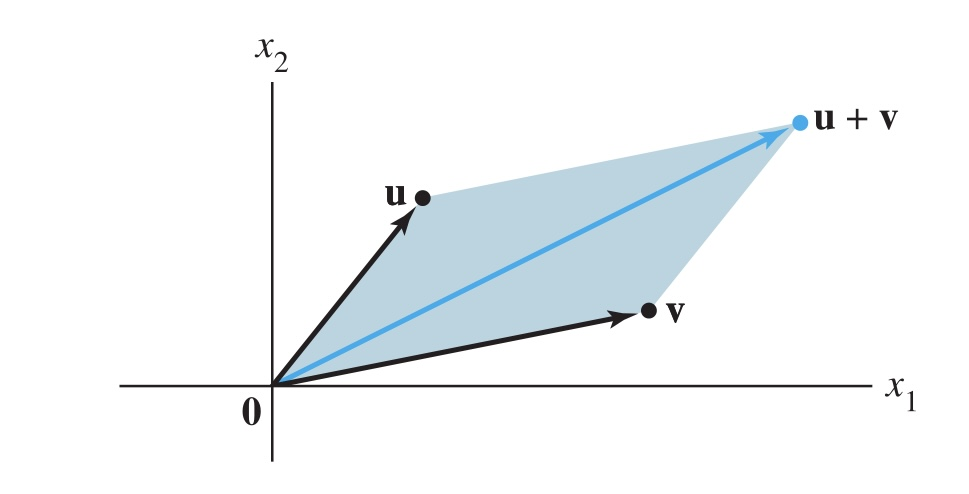 x₂
u + v
u
v
x₁
0